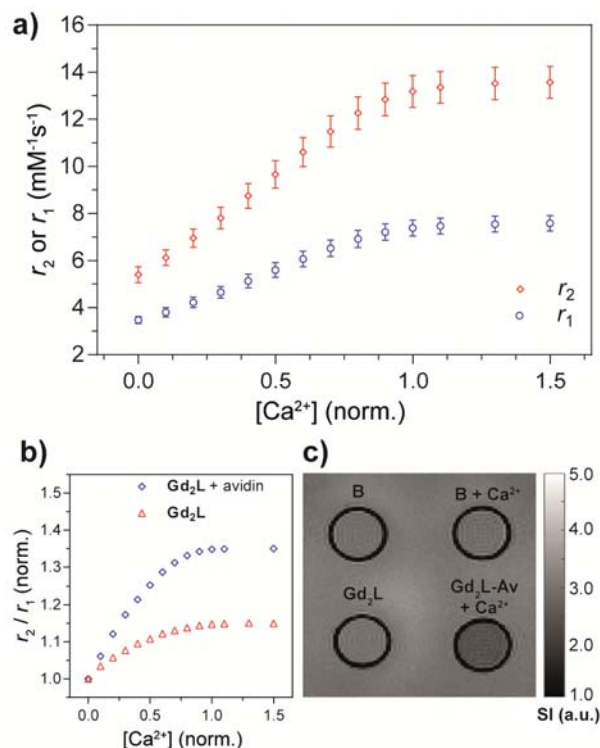 a)
16
14
12
10
8
6
4
2
r₂ or r₁ (mM⁻¹s⁻¹)
r₂
r₁
0.0
0.5
1.0
1.5
[Ca²⁺] (norm.)
b)
1.5
1.4
1.3
1.2
1.1
1.0
r₂ / r₁ (norm.)
Gd₂L + avidin
Gd₂L
0.0
0.5
1.0
1.5
[Ca²⁺] (norm.)
c)
B
B + Ca²⁺
Gd₂L
Gd₂L-Av
+ Ca²⁺
5.0
4.0
3.0
2.0
1.0
SI (a.u.)